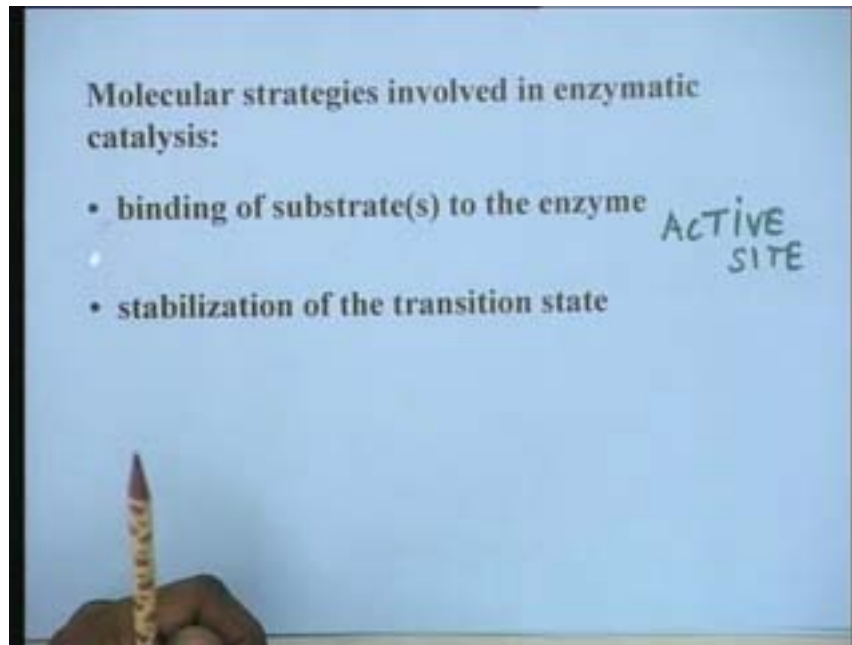 Molecular strategies involved in enzymatic
catalysis:
• binding of substrate(s) to the enzyme
ACTIVE
SITE
• stabilization of the transition state